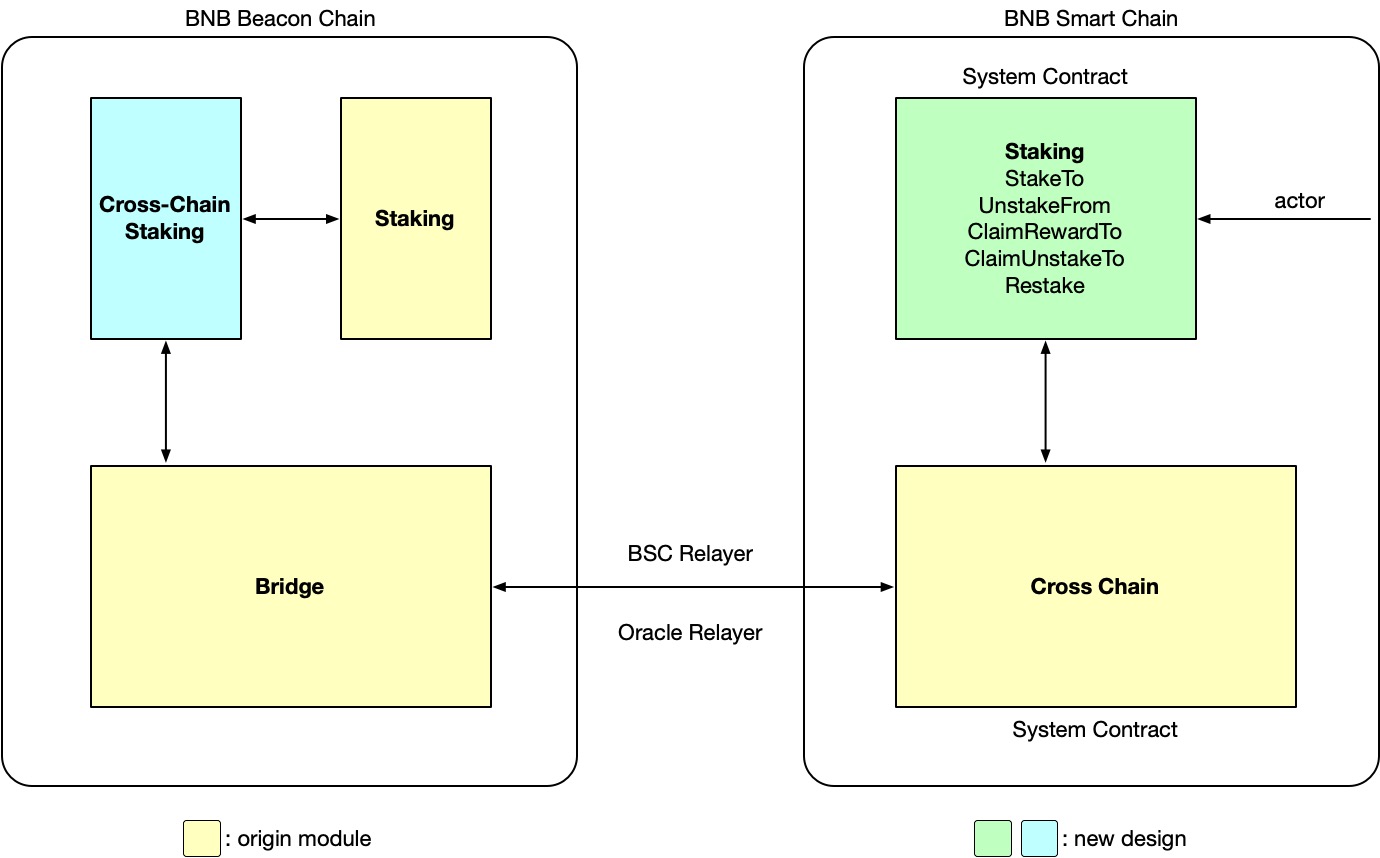 BNB Beacon Chain
BNB Smart Chain
System Contract
Cross-Chain
Staking
Staking
Staking
StakeTo
UnstakeFrom
ClaimRewardTo
ClaimUnstakeTo
Restake
actor
Bridge
BSC Relayer
Oracle Relayer
Cross Chain
System Contract
: origin module
: new design